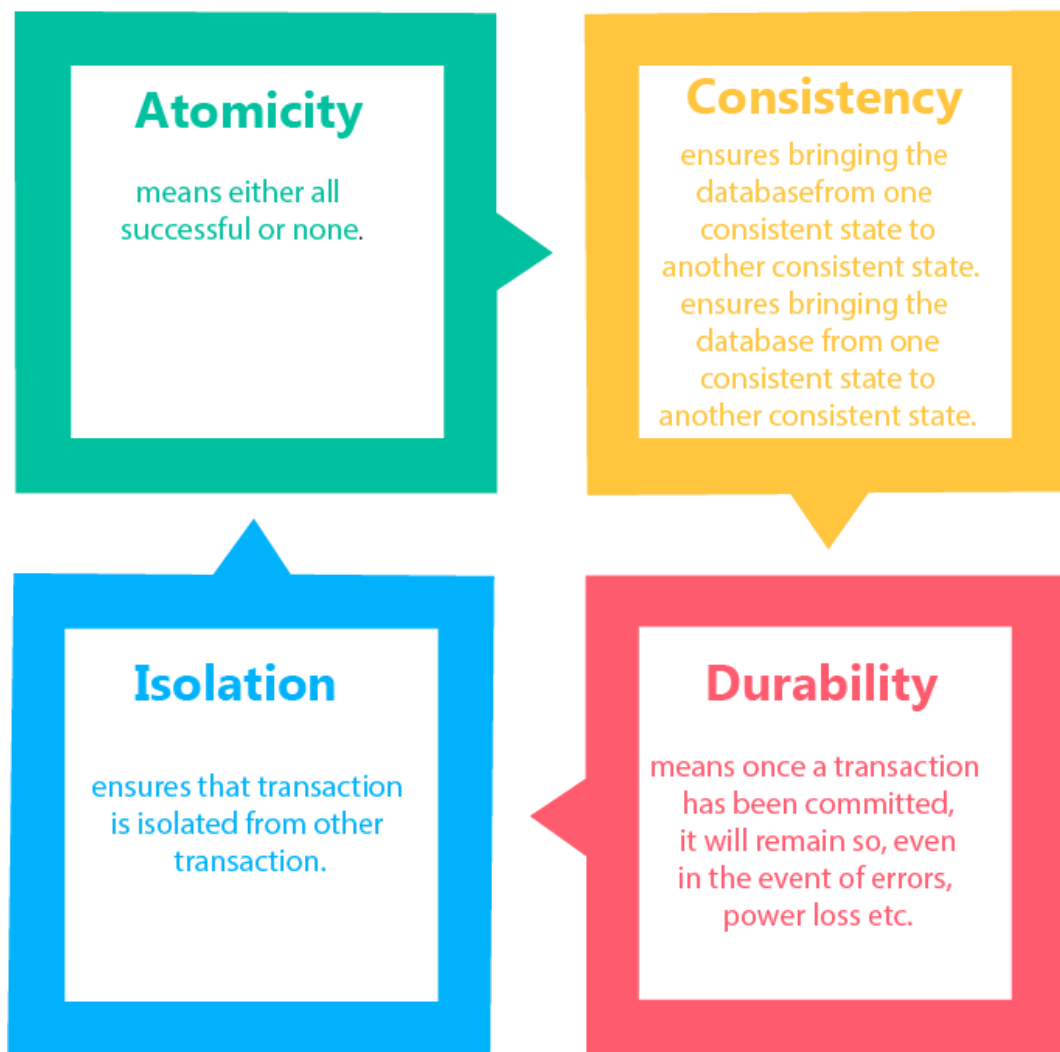 Atomicity
means either all
successful or none.
Consistency
ensures bringing the
databasefrom one
consistent state to
another consistent state.
ensures bringing the
database from one
consistent state to
another consistent state.
Isolation
ensures that transaction
is isolated from other
transaction.
Durability
means once a transaction
has been committed,
it will remain so, even
in the event of errors,
power loss etc.